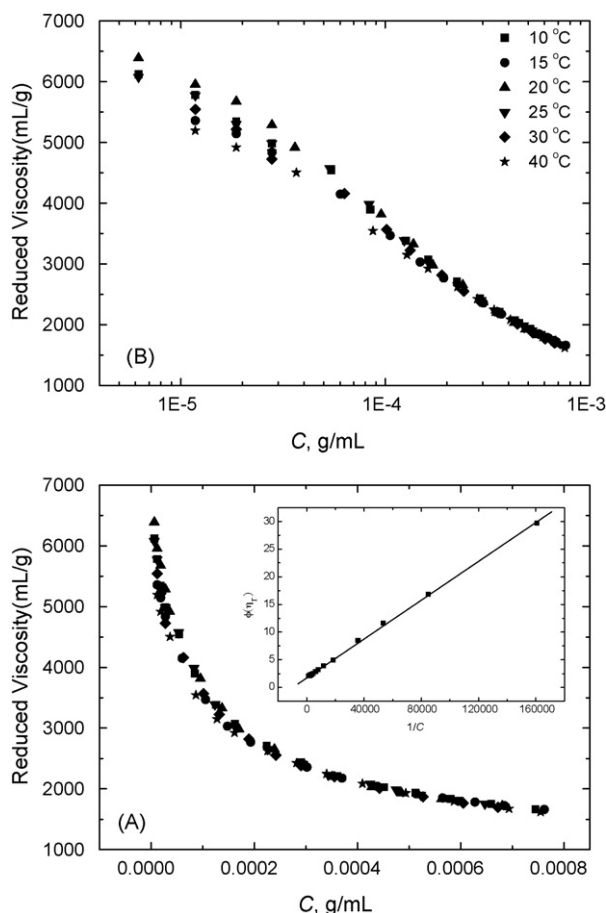 7000
6000
5000
4000
3000
2000
1000
Reduced Viscosity(mL/g)
10 °C
15 °C
20 °C
25 °C
30 °C
40 °C
(B)
1E-5 1E-4 1E-3
C, g/mL
7000
6000
5000
4000
3000
2000
1000
Reduced Viscosity(mL/g)
30
25
20
15
10
5
0
ϕ(ηr)
0 40000 80000 120000 160000
1/C
(A)
0.0000 0.0002 0.0004 0.0006 0.0008
C, g/mL